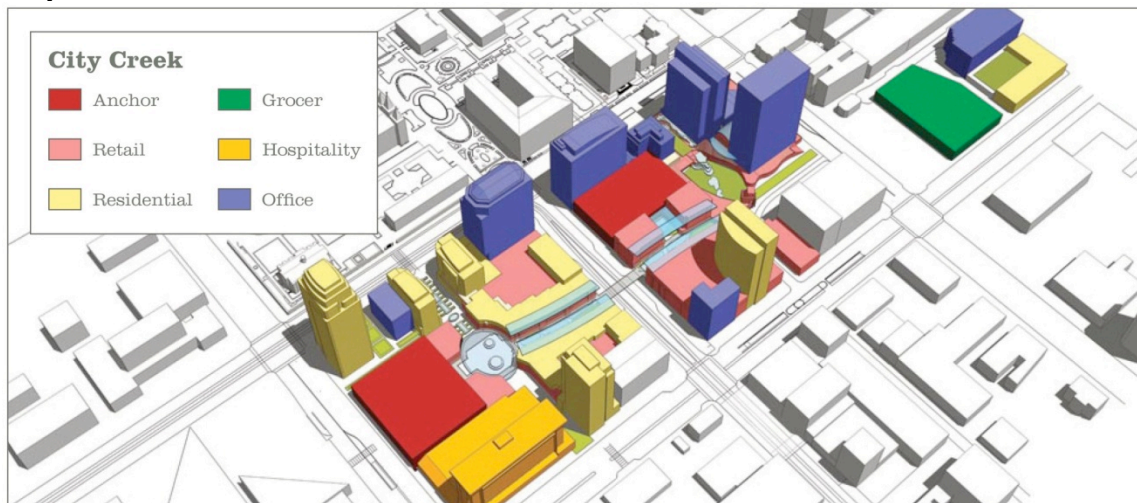 City Creek
Anchor
Grocer
Retail
Hospitality
Residential
Office